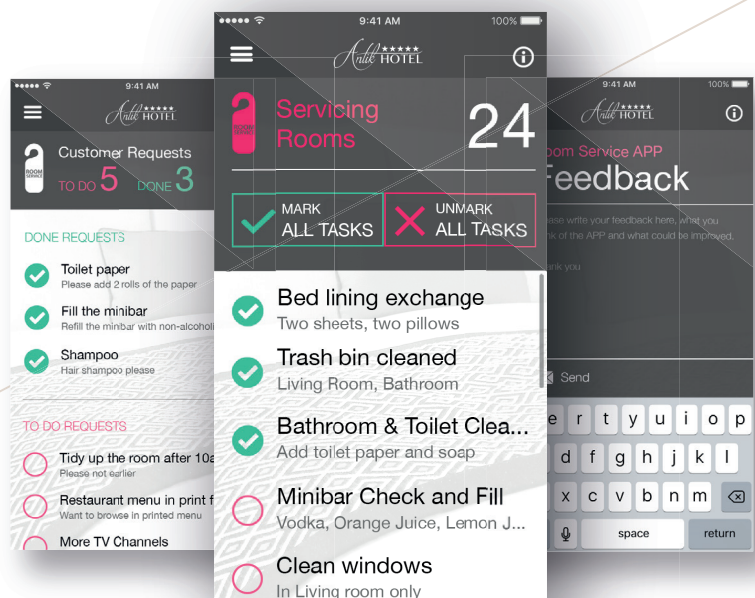 9:41 AM
Antik HOTEL
Customer Requests
ROOM
SERVICE
TO DO 5 DONE 3
DONE REQUESTS
Toilet paper
Please add 2 rolls of the paper
Fill the minibar
Refill the minibar with non-alcoholi
Shampoo
Hair shampoo please
TO DO REQUESTS
Tidy up the room after 10a
Please not earlier
Restaurant menu in print f
Want to browse in printed menu
More TV Channels
9:41 AM 100%
Antik HOTEL
ROOM
SERVICE
Servicing
Rooms
24
MARK
ALL TASKS
UNMARK
ALL TASKS
Bed lining exchange
Two sheets, two pillows
Trash bin cleaned
Living Room, Bathroom
Bathroom & Toilet Clea...
Add toilet paper and soap
Minibar Check and Fill
Vodka, Orange Juice, Lemon J...
Clean windows
In Living room only
9:41 AM 100%
Antik HOTEL
oom Service APP
Feedback
ease write your feedback here, what you
nk of the APP and what could be improved.
ank you
Send
e r t y u i o p
d f g h j k l
x c v b n m
space return